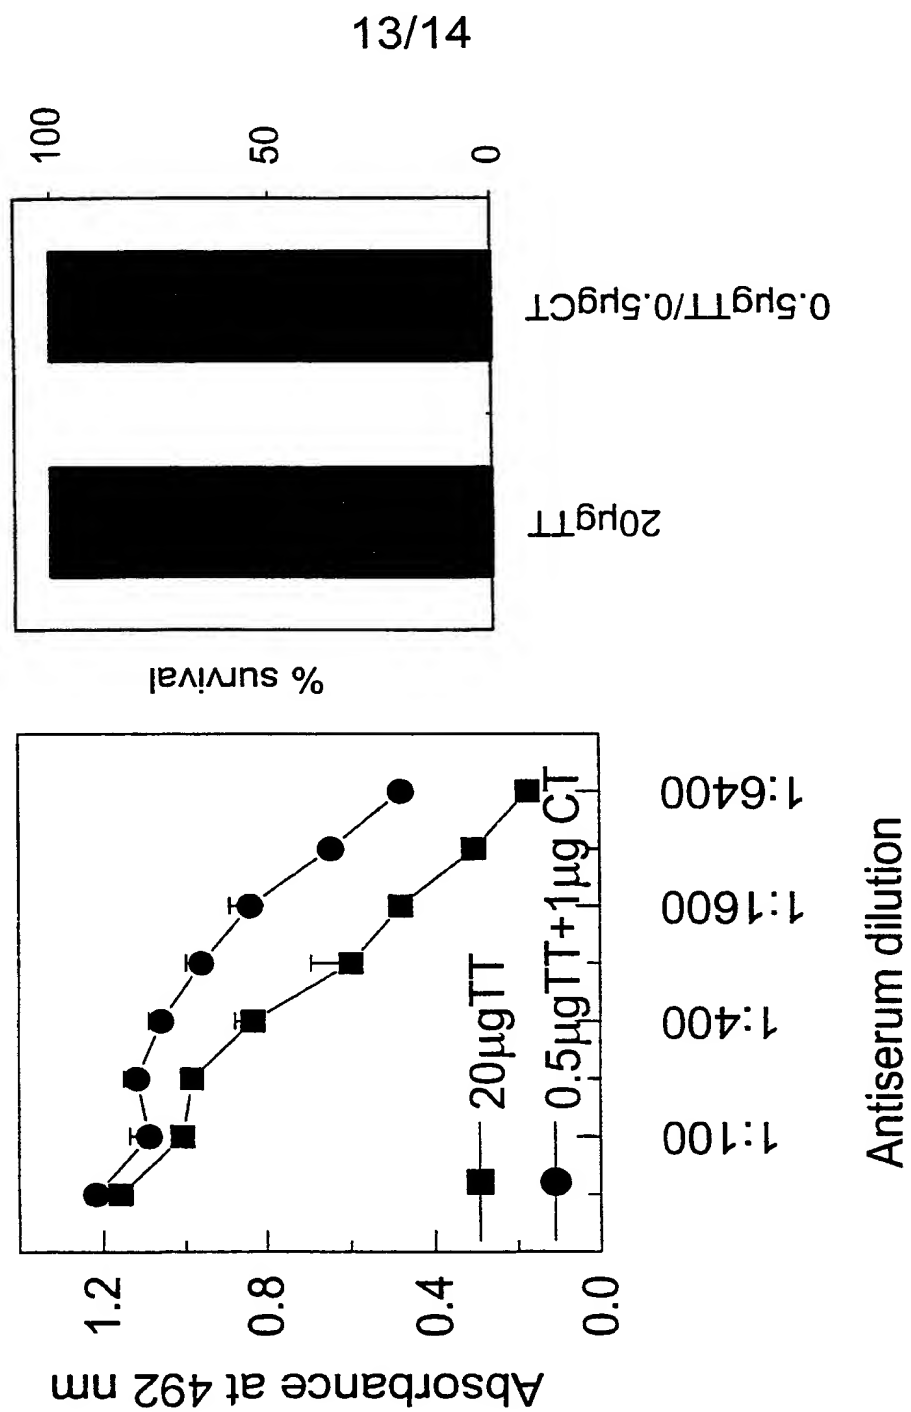 13/14
Absorbance at 492 nm
1.2
0.8
0.4
0.0
20µgTT
0.5µgTT+1µg CT
1:100
1:400
1:1600
1:6400
Antiserum dilution
% survival
100
50
0
20µgTT
0.5µgTT/0.5µgCT